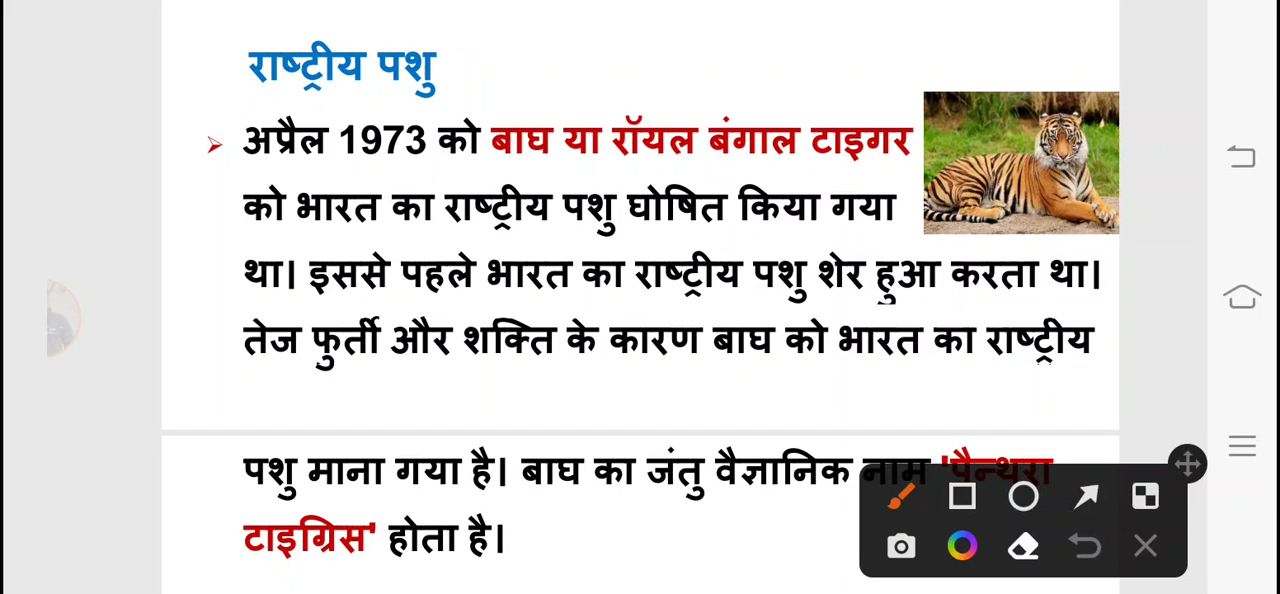 राष्ट्रीय पशु
➢ अप्रैल 1973 को बाघ या रॉयल बंगाल टाइगर
को भारत का राष्ट्रीय पशु घोषित किया गया
था। इससे पहले भारत का राष्ट्रीय पशु शेर हुआ करता था।
तेज फुर्ती और शक्ति के कारण बाघ को भारत का राष्ट्रीय
पशु माना गया है। बाघ का जंतु वैज्ञानिक नाम 'पैन्थरा
टाइग्रिस' होता है।